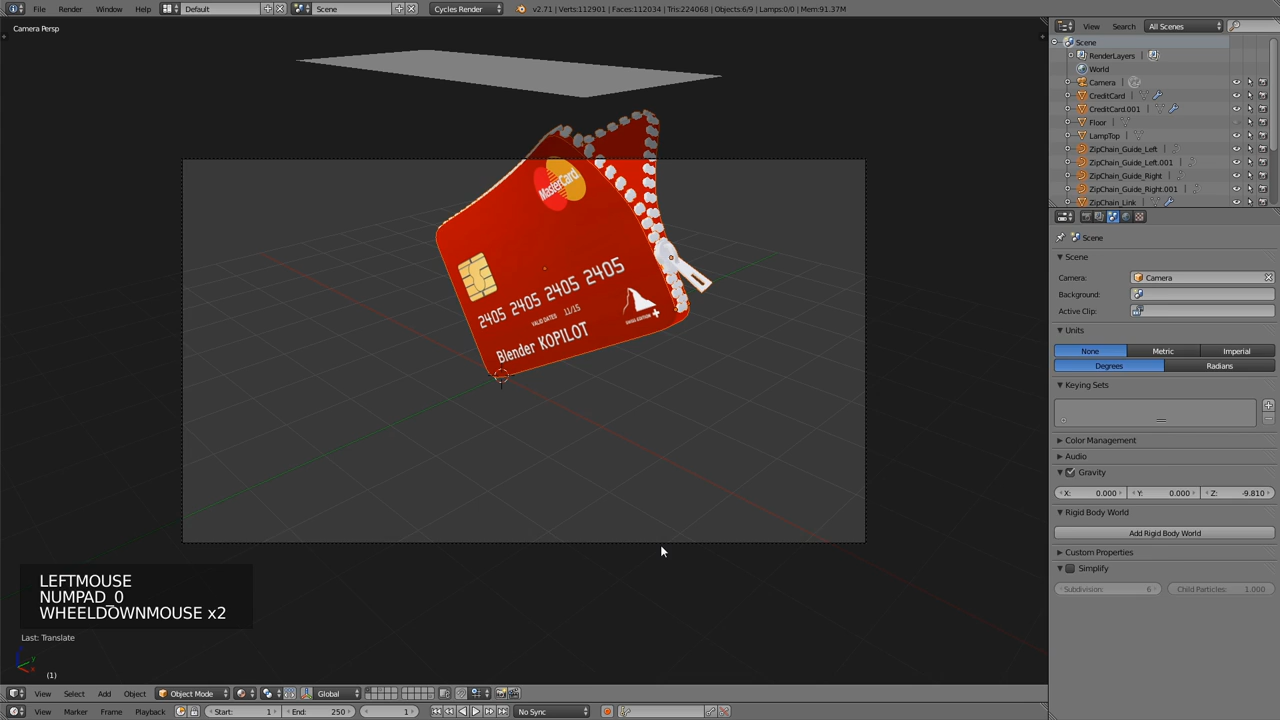 File Render Window Help Default Scene Cycles Render v2.71 | Verts:112901 | Faces:112034 | Tris:224068 | Objects:6/9 | Lamps:0/0 | Mem:91.37M
Camera Persp
View Search All Scenes
Scene
RenderLayers
World
Camera
CreditCard
CreditCard.001
Floor
LampTop
ZipChain_Guide_Left
ZipChain_Guide_Left.001
ZipChain_Guide_Right
ZipChain_Guide_Right.001
ZipChain_Link
MasterCard
2405 2405 2405 2405
VALID DATES 11/15
Blender KOPILOT
Scene
Scene
Camera: Camera
Background:
Active Clip:
Units
None Metric Imperial
Degrees Radians
Keying Sets
Color Management
Audio
Gravity
X: 0.000 Y: 0.000 Z: -9.810
Rigid Body World
Add Rigid Body World
Custom Properties
Simplify
Subdivision: 6 Child Particles: 1.000
LEFTMOUSE
NUMPAD_0
WHEELDOWNMOUSE x2
Last: Translate
(1)
View Select Add Object Object Mode Global
View Marker Frame Playback Start: 1 End: 250 1 No Sync